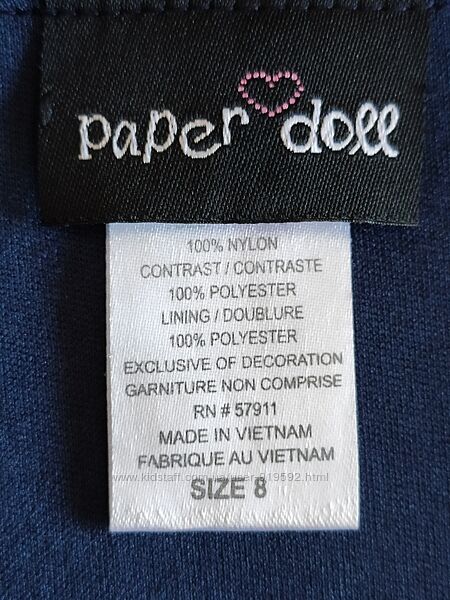 paper doll
100% NYLON
CONTRAST / CONTRASTE
100% POLYESTER
LINING / DOUBLURE
100% POLYESTER
EXCLUSIVE OF DECORATION
GARNITURE NON COMPRISE
RN # 57911
MADE IN VIETNAM
FABRIQUE AU VIETNAM
SIZE 8